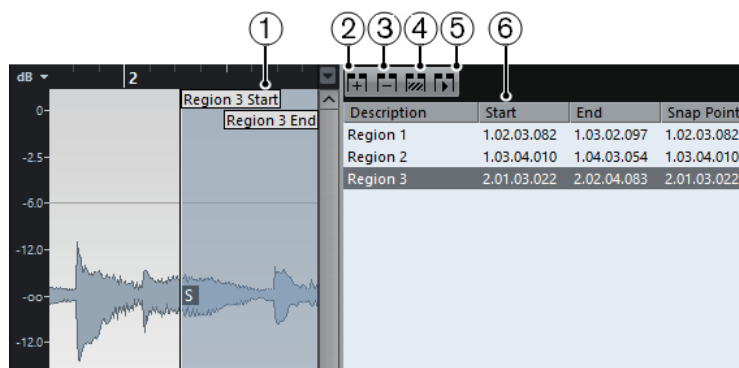 1 2 3 4 5 6
dB 2
Region 3 Start
Region 3 End
0
-2.5
-6.0
-12.0
-oo
-12.0
S
Description Start End Snap Point
Region 1 1.02.03.082 1.03.02.097 1.02.03.082
Region 2 1.03.04.010 1.04.03.054 1.03.04.010
Region 3 2.01.03.022 2.02.04.083 2.01.03.022